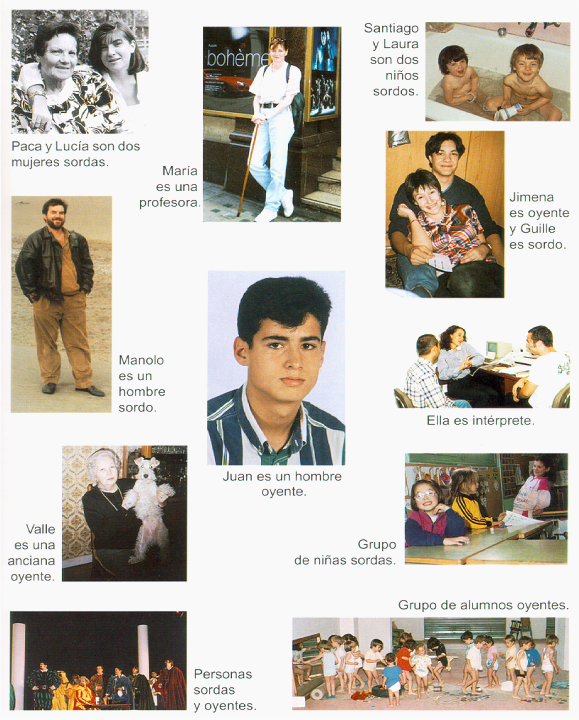 Paca y Lucía son dos
mujeres sordas.
bohème
María
es una
profesora.
Santiago
y Laura
son dos
niños
sordos.
Jimena
es oyente
y Guille
es sordo.
Manolo
es un
hombre
sordo.
Juan es un hombre
oyente.
Ella es intérprete.
Valle
es una
anciana
oyente.
Grupo
de niñas sordas.
Personas
sordas
y oyentes.
Grupo de alumnos oyentes.